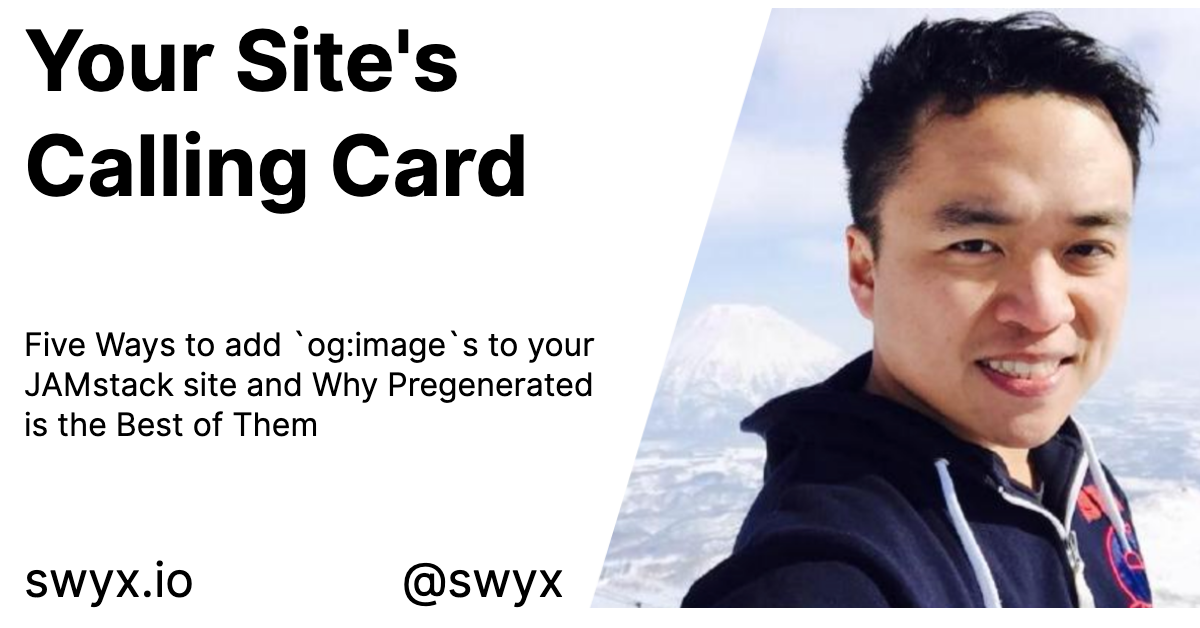 Your Site's
Calling Card
Five Ways to add `og:image`s to your
JAMstack site and Why Pregenerated
is the Best of Them
swyx.io
@swyx